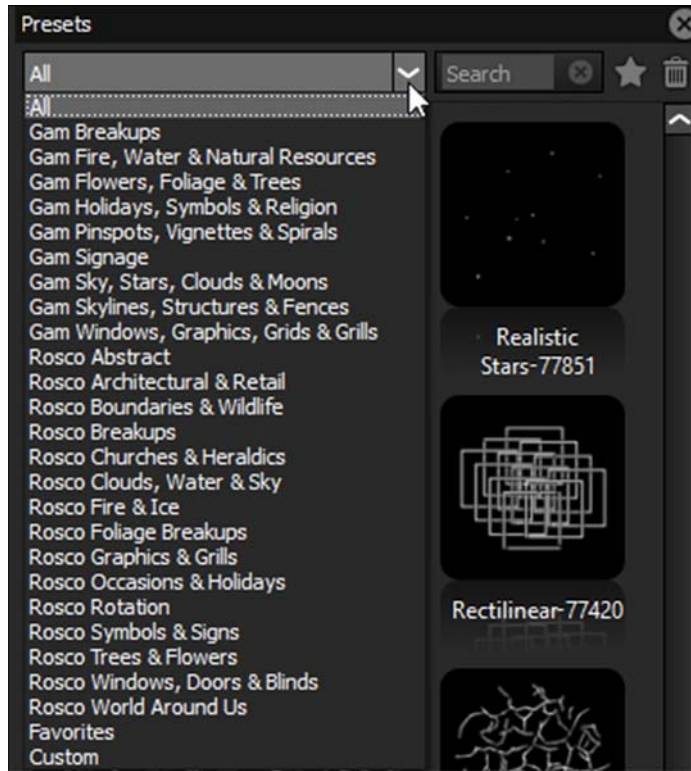 Presets
All
Search
All
Gam Breakups
Gam Fire, Water & Natural Resources
Gam Flowers, Foliage & Trees
Gam Holidays, Symbols & Religion
Gam Pinspots, Vignettes & Spirals
Gam Signage
Gam Sky, Stars, Clouds & Moons
Gam Skylines, Structures & Fences
Gam Windows, Graphics, Grids & Grills
Rosco Abstract
Rosco Architectural & Retail
Rosco Boundaries & Wildlife
Rosco Breakups
Rosco Churches & Heraldics
Rosco Clouds, Water & Sky
Rosco Fire & Ice
Rosco Foliage Breakups
Rosco Graphics & Grills
Rosco Occasions & Holidays
Rosco Rotation
Rosco Symbols & Signs
Rosco Trees & Flowers
Rosco Windows, Doors & Blinds
Rosco World Around Us
Favorites
Custom
Realistic
Stars-77851
Rectilinear-77420